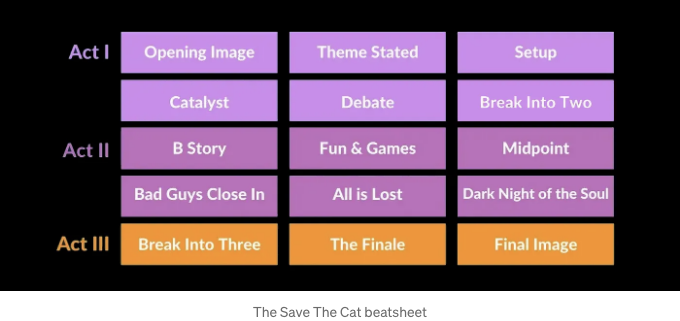 Act I
Opening Image
Theme Stated
Setup
Catalyst
Debate
Break Into Two
Act II
B Story
Fun & Games
Midpoint
Bad Guys Close In
All is Lost
Dark Night of the Soul
Act III
Break Into Three
The Finale
Final Image
The Save The Cat beatsheet